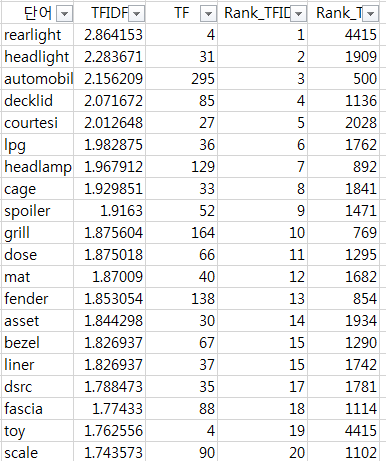 단어 TFIDF TF Rank_TFID Rank_T
rearlight 2.864153 4 1 4415
headlight 2.283671 31 2 1909
automobil 2.156209 295 3 500
decklid 2.071672 85 4 1136
courtesi 2.012648 27 5 2028
lpg 1.982875 36 6 1762
headlamp 1.967912 129 7 892
cage 1.929851 33 8 1841
spoiler 1.9163 52 9 1471
grill 1.875604 164 10 769
dose 1.875018 66 11 1295
mat 1.87009 40 12 1682
fender 1.853054 138 13 854
asset 1.844298 30 14 1934
bezel 1.826937 67 15 1290
liner 1.826937 37 15 1742
dsrc 1.788473 35 17 1781
fascia 1.77433 88 18 1114
toy 1.762556 4 19 4415
scale 1.743573 90 20 1102